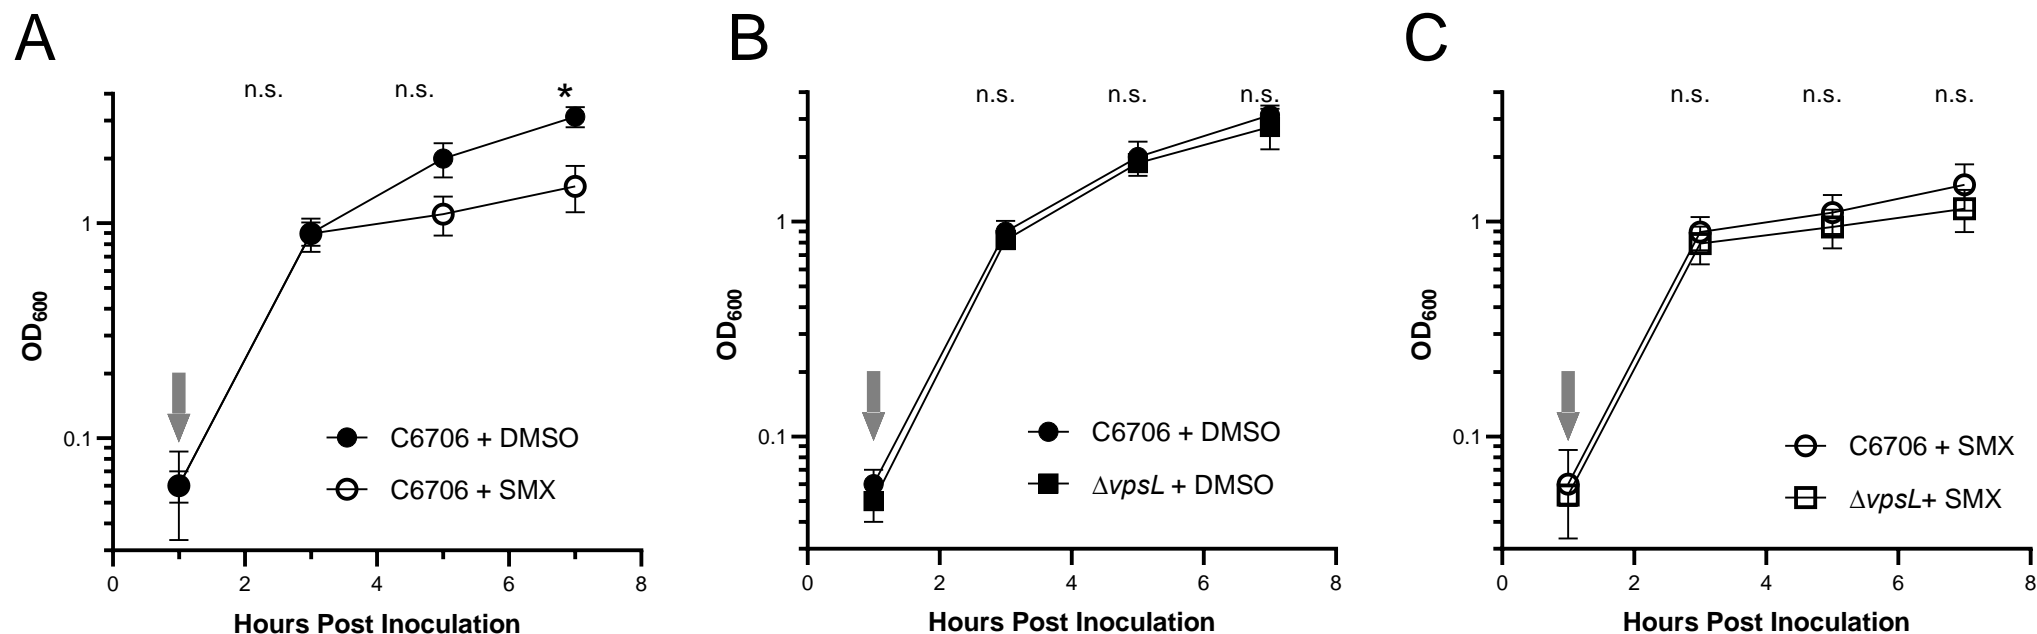 A
n.s. n.s. *
1
0.1
OD600
C6706 + DMSO
C6706 + SMX
0 2 4 6 8
Hours Post Inoculation
B
n.s. n.s. n.s.
1
0.1
OD600
C6706 + DMSO
ΔvpsL + DMSO
0 2 4 6 8
Hours Post Inoculation
C
n.s. n.s. n.s.
1
0.1
OD600
C6706 + SMX
ΔvpsL+ SMX
0 2 4 6 8
Hours Post Inoculation